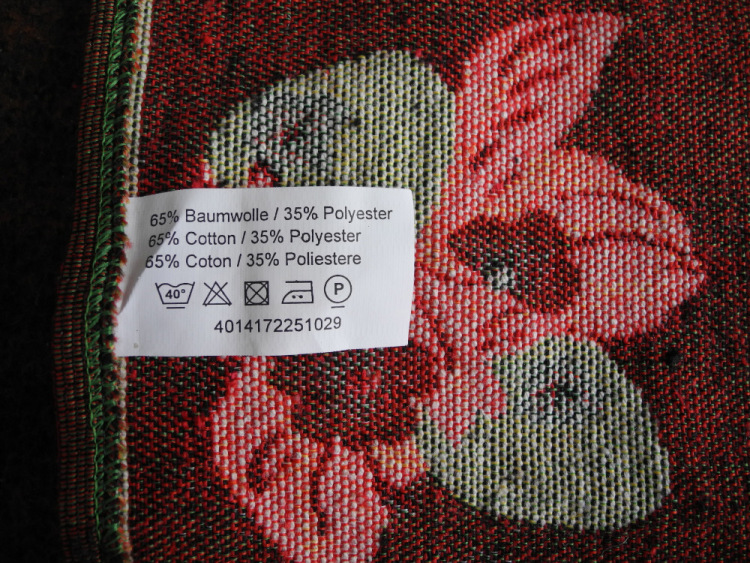 65% Baumwolle / 35% Polyester
65% Cotton / 35% Polyester
65% Coton / 35% Poliestere
40° P
4014172251029